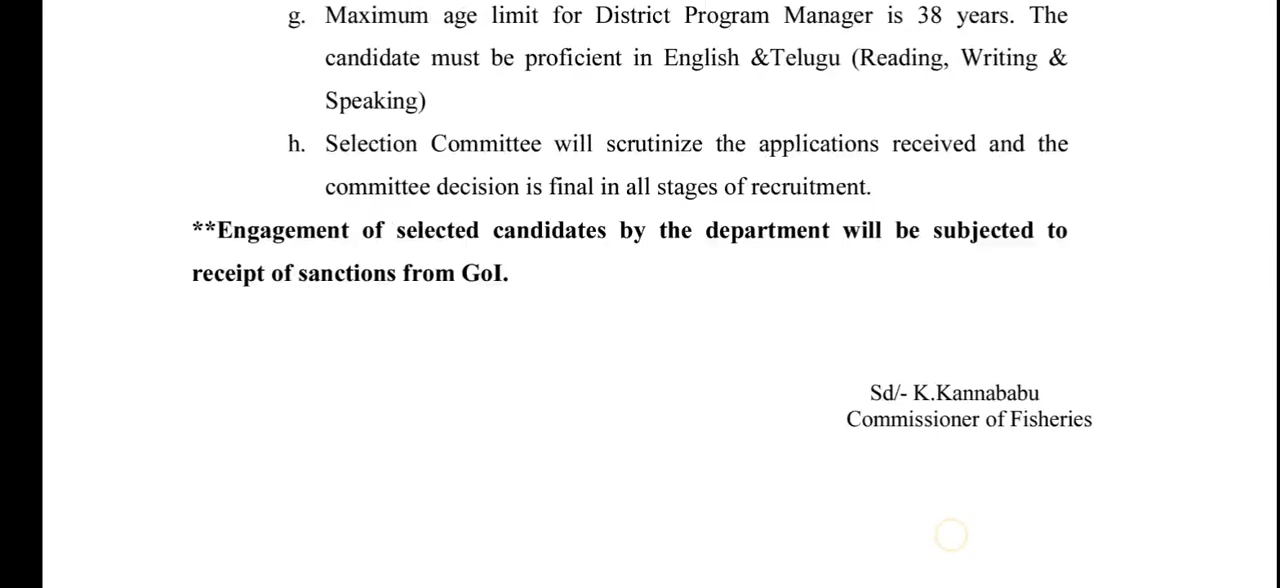 g. Maximum age limit for District Program Manager is 38 years. The
candidate must be proficient in English &Telugu (Reading, Writing &
Speaking)
h. Selection Committee will scrutinize the applications received and the
committee decision is final in all stages of recruitment.
**Engagement of selected candidates by the department will be subjected to
receipt of sanctions from GoI.
Sd/- K.Kannababu
Commissioner of Fisheries